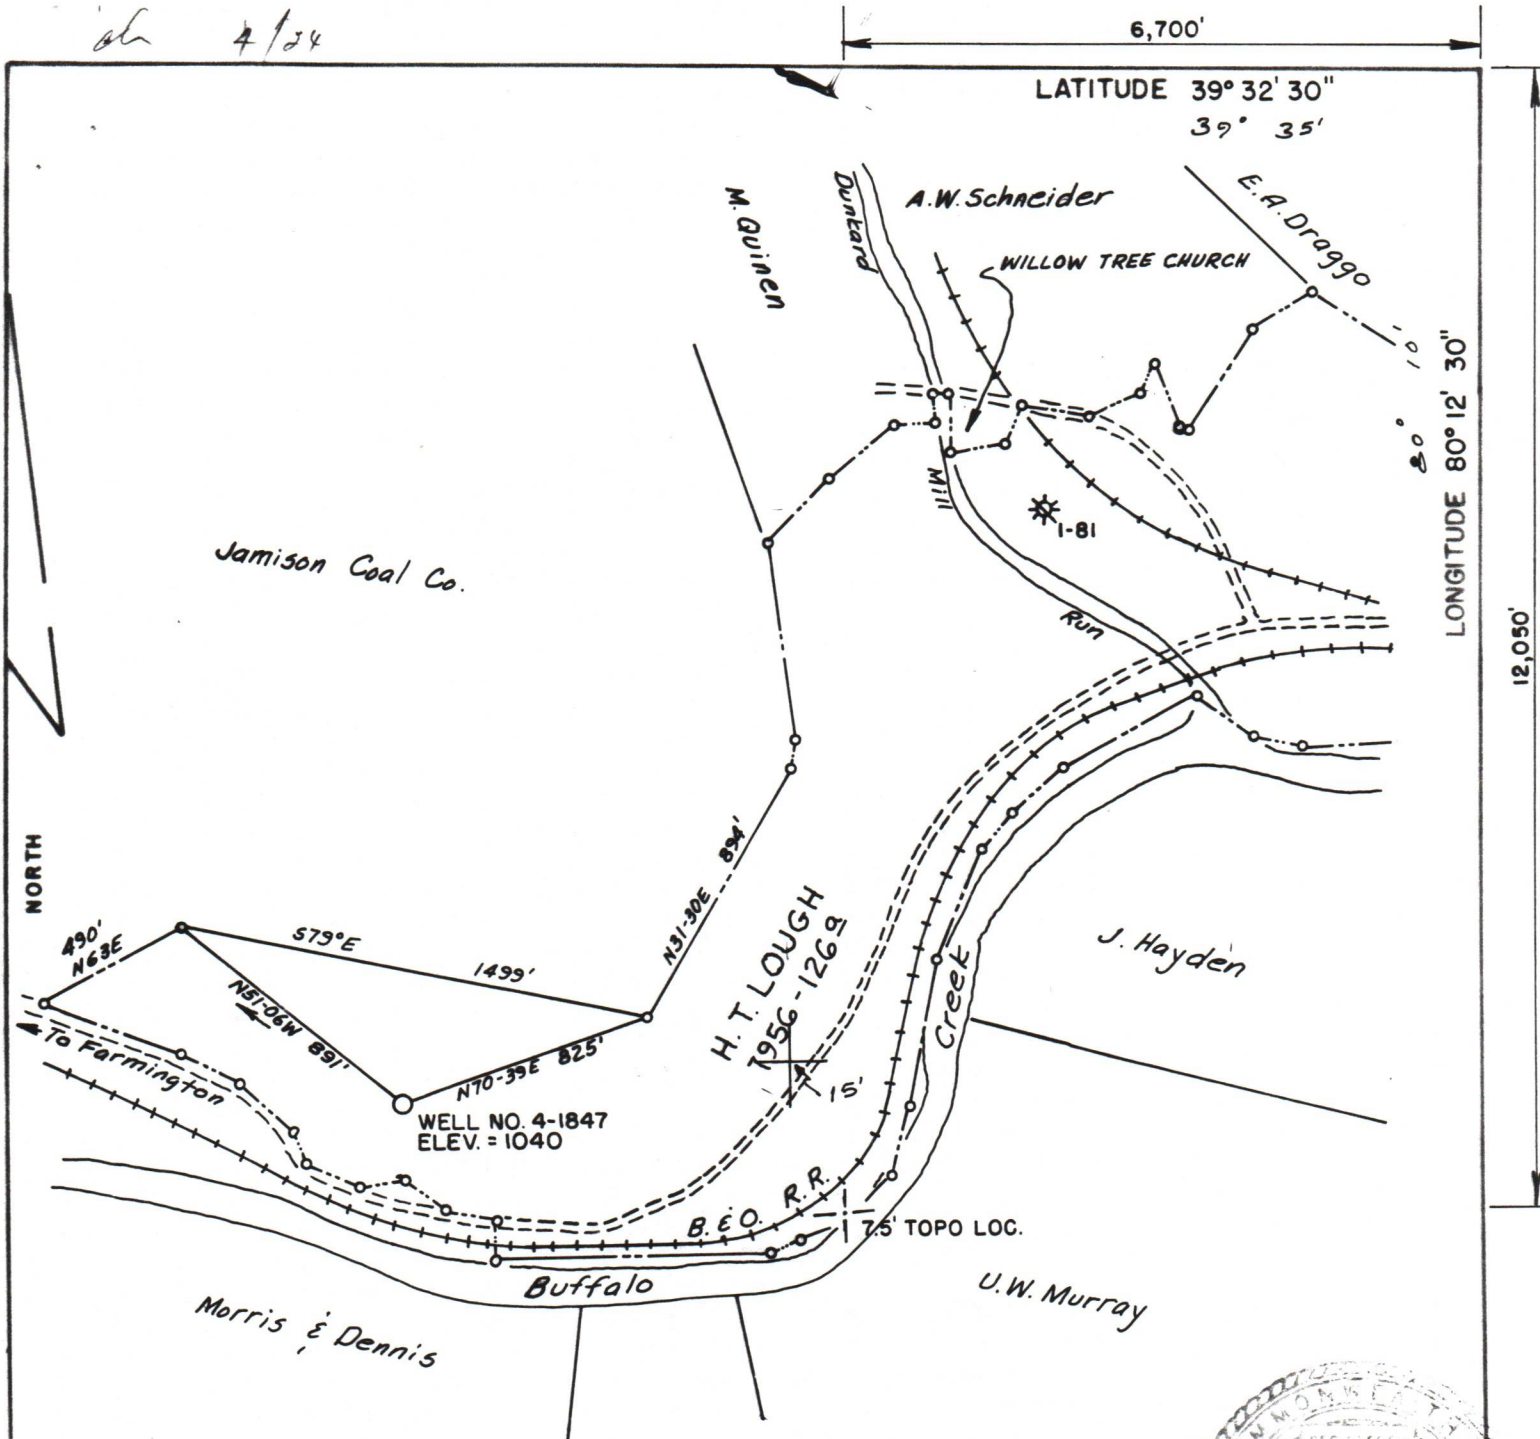 4/24
6,700'
LATITUDE 39° 32' 30"
39° 35'
M. Quinen
Dunkard
A.W. Schneider
E.A. Draggo
WILLOW TREE CHURCH
LONGITUDE 80° 12' 30"
80° 10'
12,050'
Mill
1-81
Jamison Coal Co.
Run
NORTH
490'
N63E
S79°E
1499'
N31-30E 894'
N51-06W 891'
N70-39E 825'
H. T. LOUGH
7956 - 126a
J. Hayden
Creek
To Farmington
15'
WELL NO. 4-1847
ELEV. = 1040
B. & O. R.R.
7.5' TOPO LOC.
Buffalo
U.W. Murray
Morris & Dennis